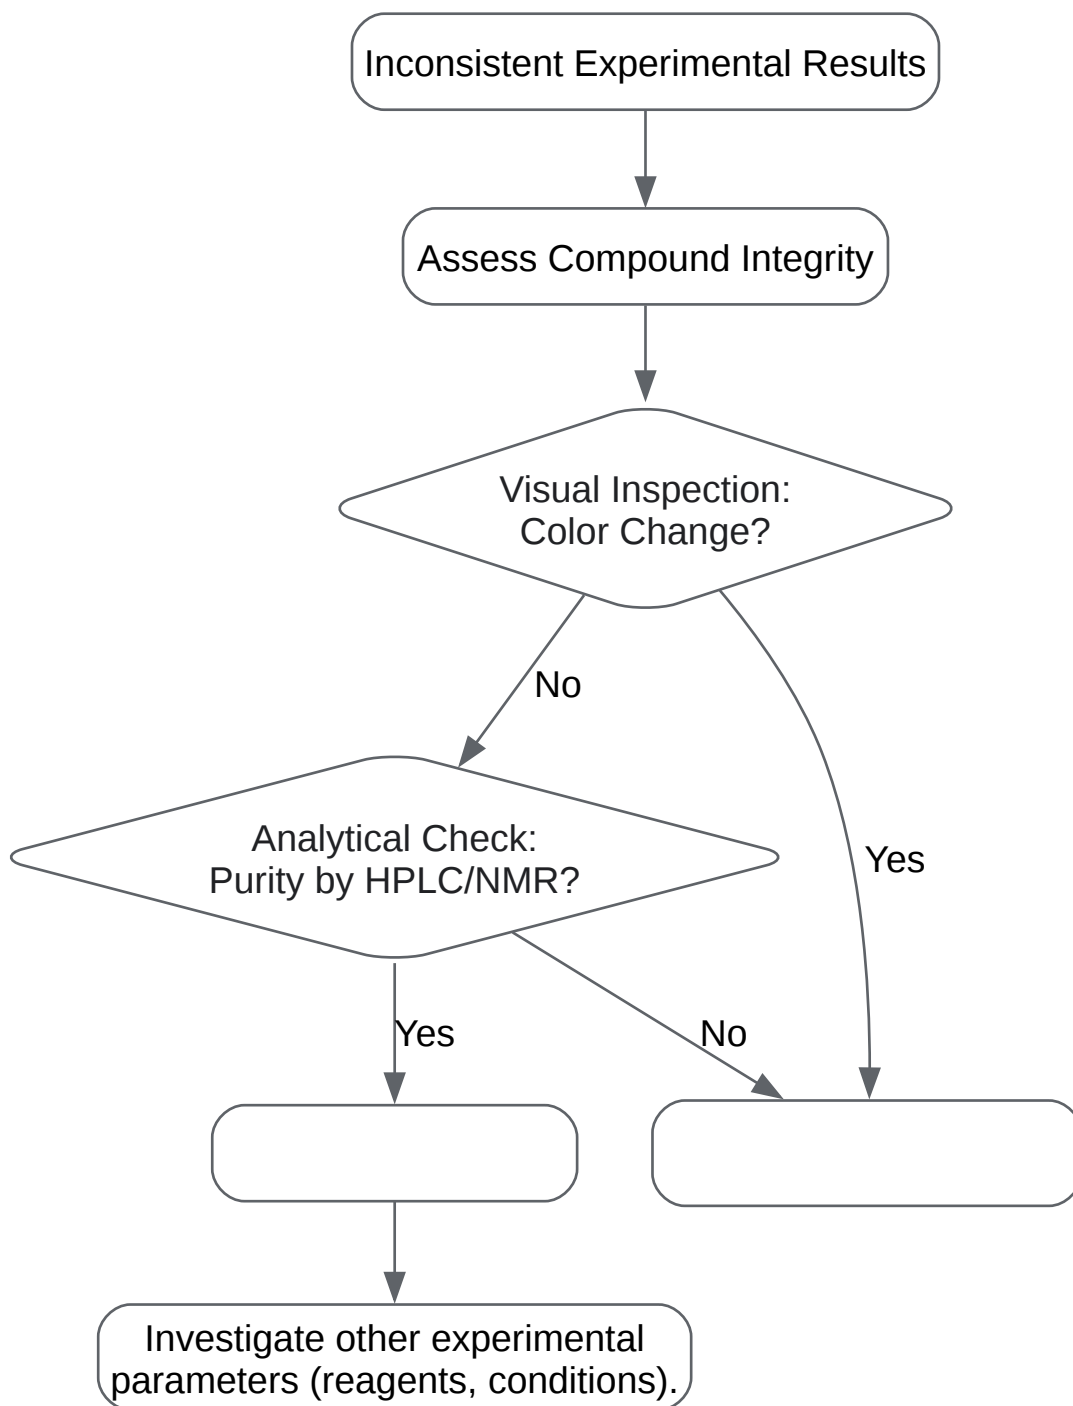 Inconsistent Experimental Results
Assess Compound Integrity
Visual Inspection:
Color Change?
No
Analytical Check:
Purity by HPLC/NMR?
Yes
Yes
No
Investigate other experimental
parameters (reagents, conditions).